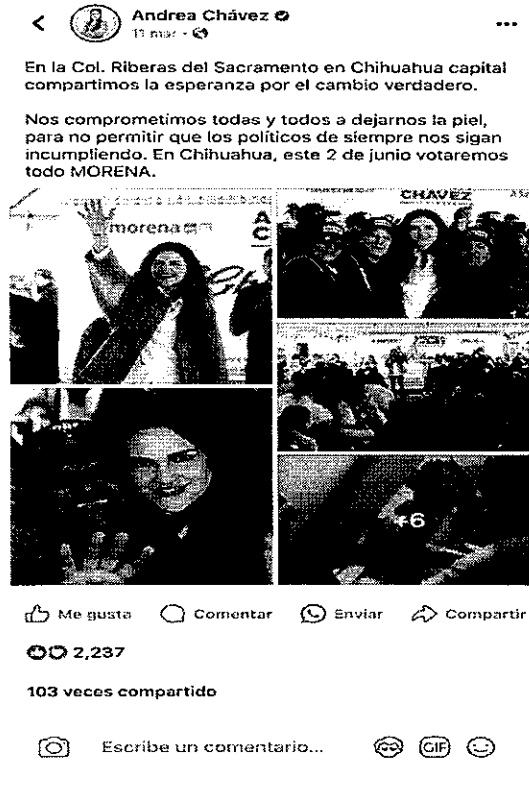 Andrea Chávez
11 mar
En la Col. Riberas del Sacramento en Chihuahua capital
compartimos la esperanza por el cambio verdadero.
Nos comprometimos todas y todos a dejarnos la piel,
para no permitir que los políticos de siempre nos sigan
incumpliendo. En Chihuahua, este 2 de junio votaremos
todo MORENA.
morena
CHAVEZ
+6
Me gusta
Comentar
Enviar
Compartir
2,237
103 veces compartido
Escribe un comentario...
GIF